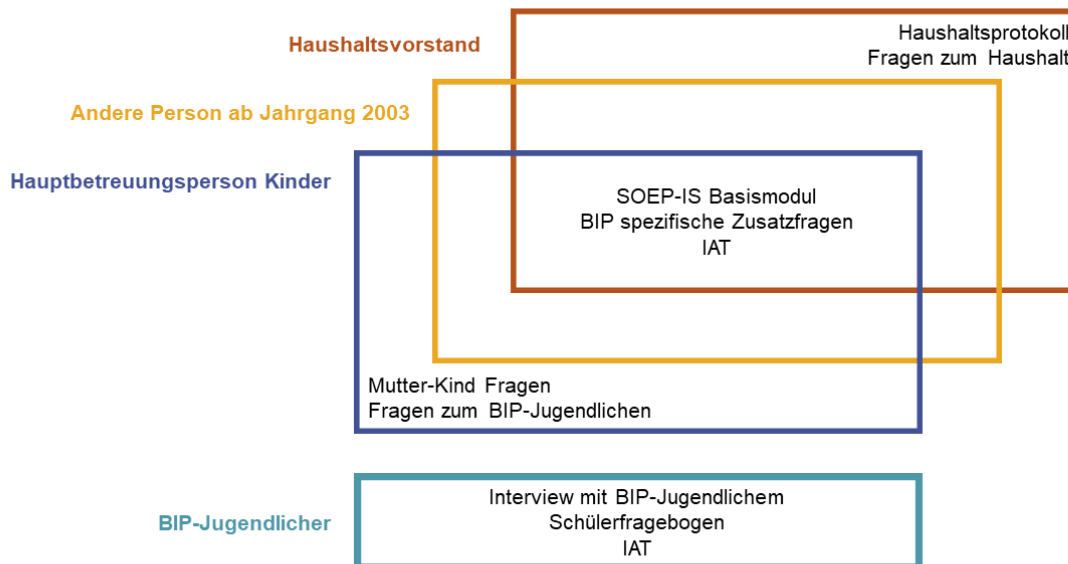 Haushaltsvorstand
Haushaltsprotokoll
Fragen zum Haushalt
Andere Person ab Jahrgang 2003
Hauptbetreuungsperson Kinder
SOEP-IS Basismodul
BIP spezifische Zusatzfragen
IAT
Mutter-Kind Fragen
Fragen zum BIP-Jugendlichen
BIP-Jugendlicher
Interview mit BIP-Jugendlichem
Schülerfragebogen
IAT